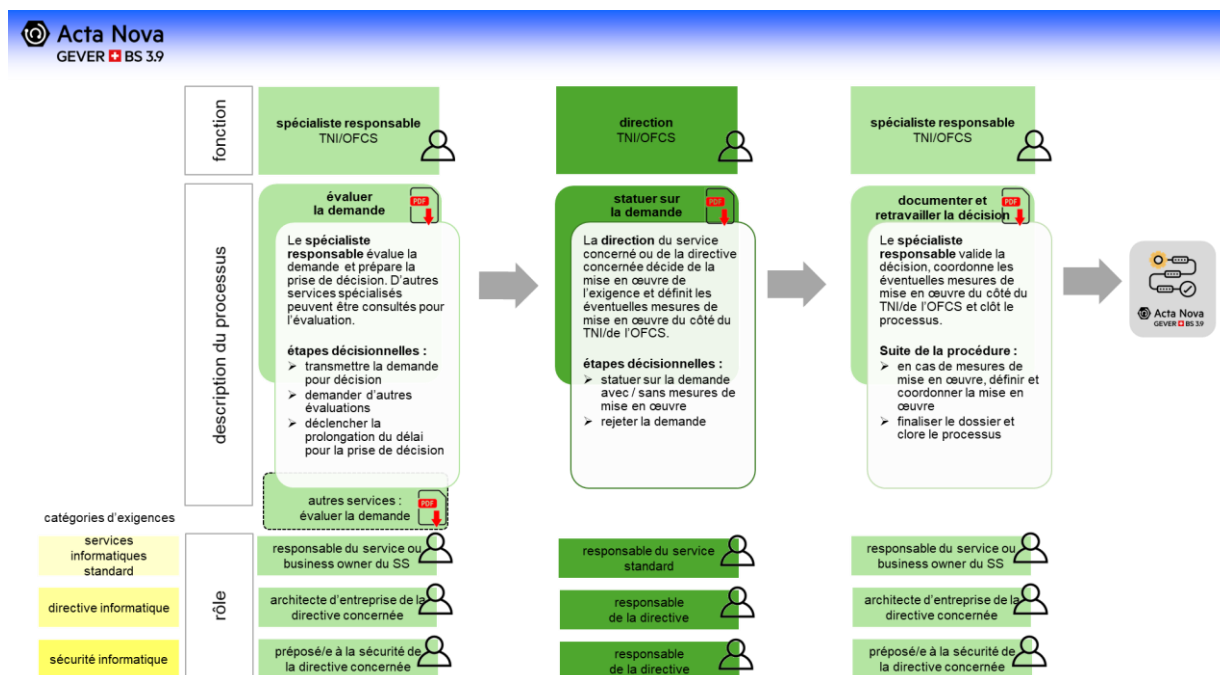 Acta Nova
GEVER BS 3.9
fonction
spécialiste responsable
TNI/OFCS
direction
TNI/OFCS
spécialiste responsable
TNI/OFCS
description du processus
évaluer
la demande
PDF
Le spécialiste
responsable évalue la
demande et prépare la
prise de décision. D'autres
services spécialisés
peuvent être consultés pour
l'évaluation.
étapes décisionnelles :
➢ transmettre la demande
pour décision
➢ demander d'autres
évaluations
➢ déclencher la
prolongation du délai
pour la prise de décision
autres services :
évaluer la demande
PDF
statuer sur
la demande
PDF
La direction du service
concerné ou de la directive
concernée décide de la
mise en œuvre de
l'exigence et définit les
éventuelles mesures de
mise en œuvre du côté du
TNI/de l'OFCS.
étapes décisionnelles :
➢ statuer sur la demande
avec / sans mesures de
mise en œuvre
➢ rejeter la demande
documenter et
retravailler la décision
PDF
Le spécialiste
responsable valide la
décision, coordonne les
éventuelles mesures de
mise en œuvre du côté du
TNI/de l'OFCS et clôt le
processus.
Suite de la procédure :
➢ en cas de mesures de
mise en œuvre, définir et
coordonner la mise en
œuvre
➢ finaliser le dossier et
clore le processus
Acta Nova
GEVER BS 3.9
catégories d'exigences
rôle
services
informatiques
standard
responsable du service ou
business owner du SS
responsable du service
standard
responsable du service ou
business owner du SS
directive informatique
architecte d'entreprise de la
directive concernée
responsable
de la directive
architecte d'entreprise de la
directive concernée
sécurité informatique
préposé/e à la sécurité de
la directive concernée
responsable
de la directive
préposé/e à la sécurité de
la directive concernée